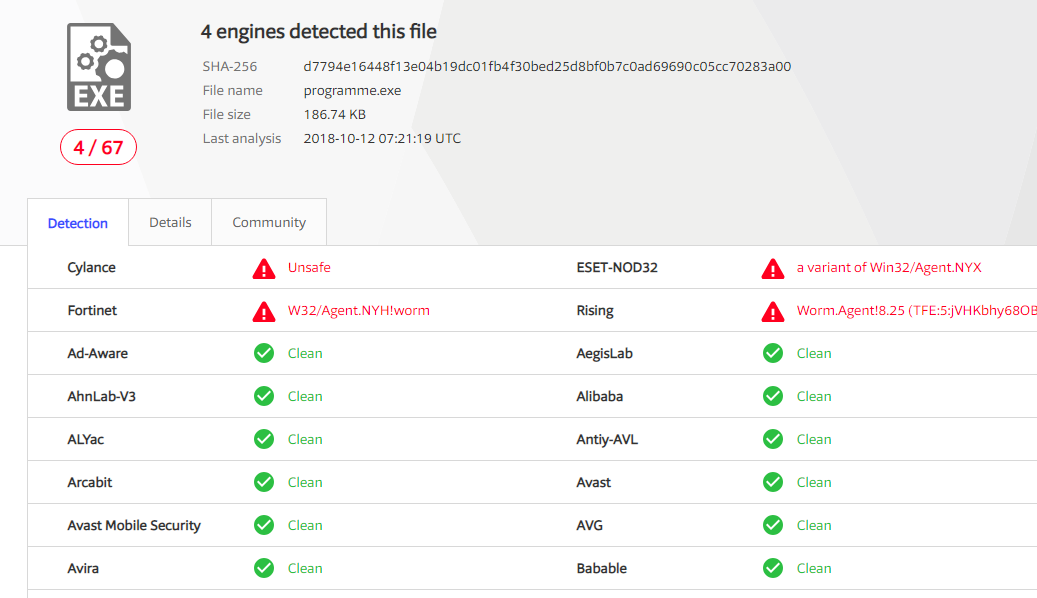 4 engines detected this file
SHA-256 d7794e16448f13e04b19dc01fb4f30bed25d8bf0b7c0ad69690c05cc70283a00
File name programme.exe
File size 186.74 KB
Last analysis 2018-10-12 07:21:19 UTC
EXE
4 / 67
Detection Details Community
Cylance Unsafe ESET-NOD32 a variant of Win32/Agent.NYX
Fortinet W32/Agent.NYH!worm Rising Worm.Agent!8.25 (TFE:5:jVHKbhy68OB
Ad-Aware Clean AegisLab Clean
AhnLab-V3 Clean Alibaba Clean
ALYac Clean Antiy-AVL Clean
Arcabit Clean Avast Clean
Avast Mobile Security Clean AVG Clean
Avira Clean Babable Clean